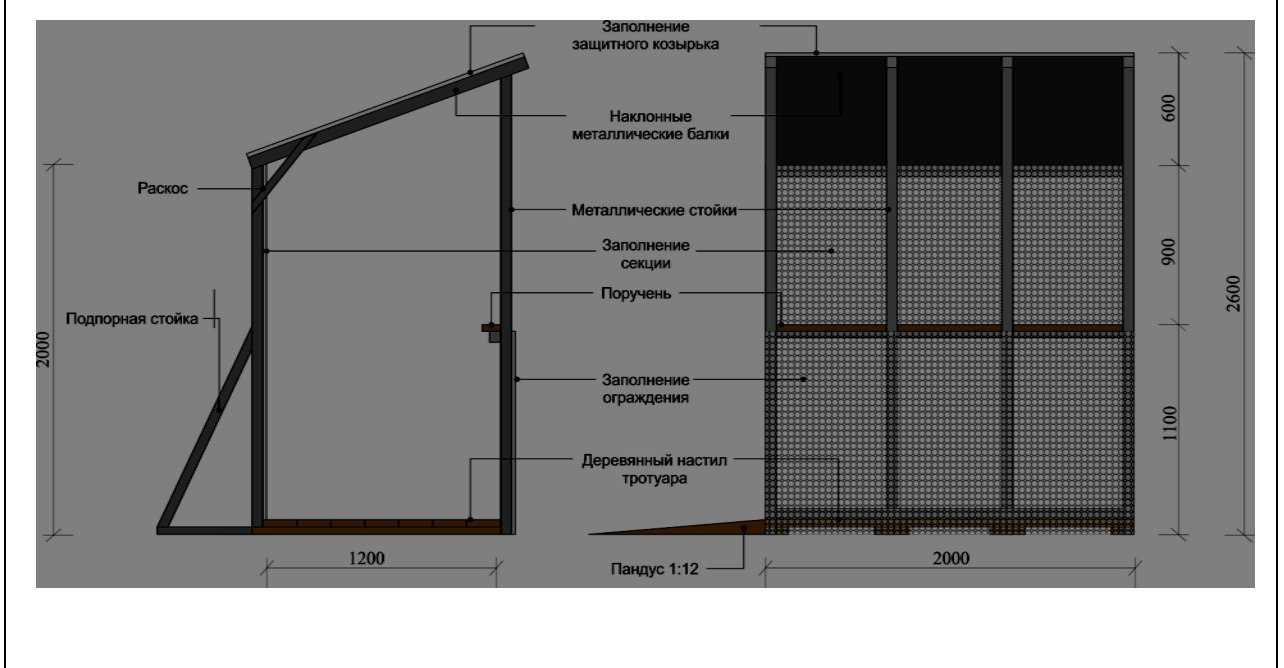 Заполнение
защитного козырька
Наклонные
металлические балки
Раскос
Металлические стойки
Заполнение
секции
Поручень
Подпорная стойка
Заполнение
ограждения
Деревянный настил
тротуара
Пандус 1:12
2000
1200
2000
600
900
1100
2600